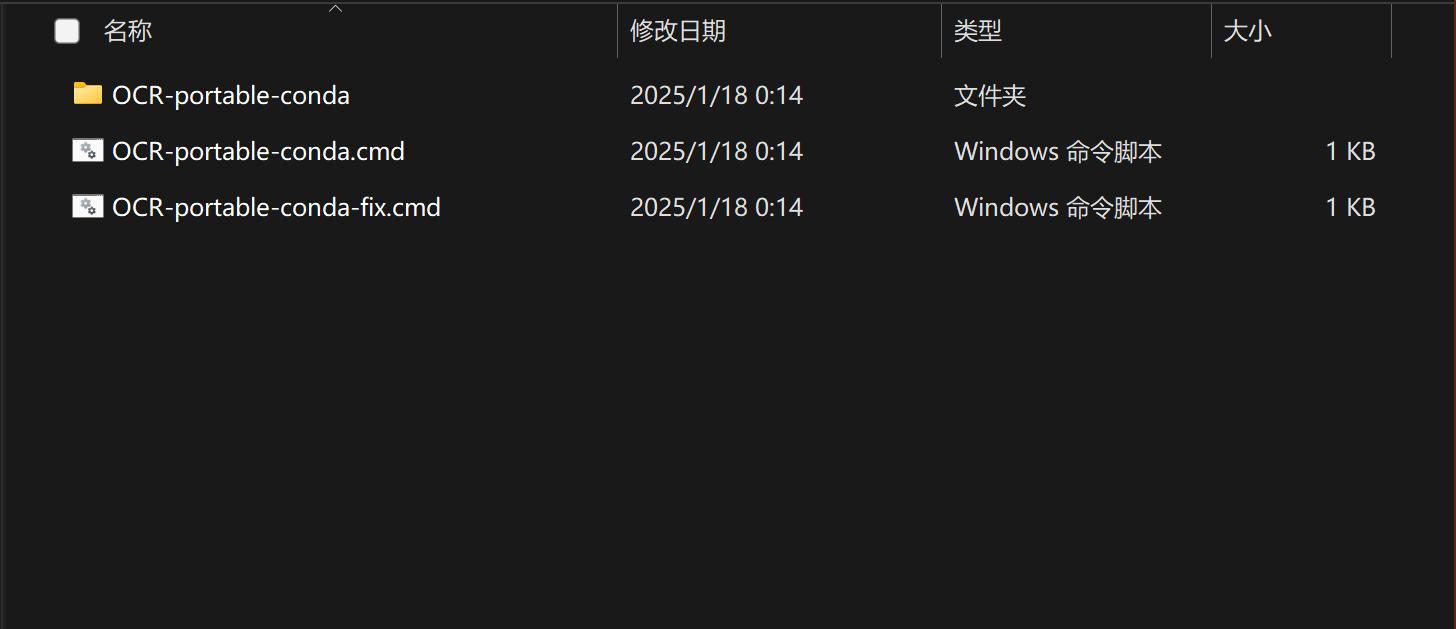 名称 修改日期 类型 大小
OCR-portable-conda 2025/1/18 0:14 文件夹
OCR-portable-conda.cmd 2025/1/18 0:14 Windows 命令脚本 1 KB
OCR-portable-conda-fix.cmd 2025/1/18 0:14 Windows 命令脚本 1 KB